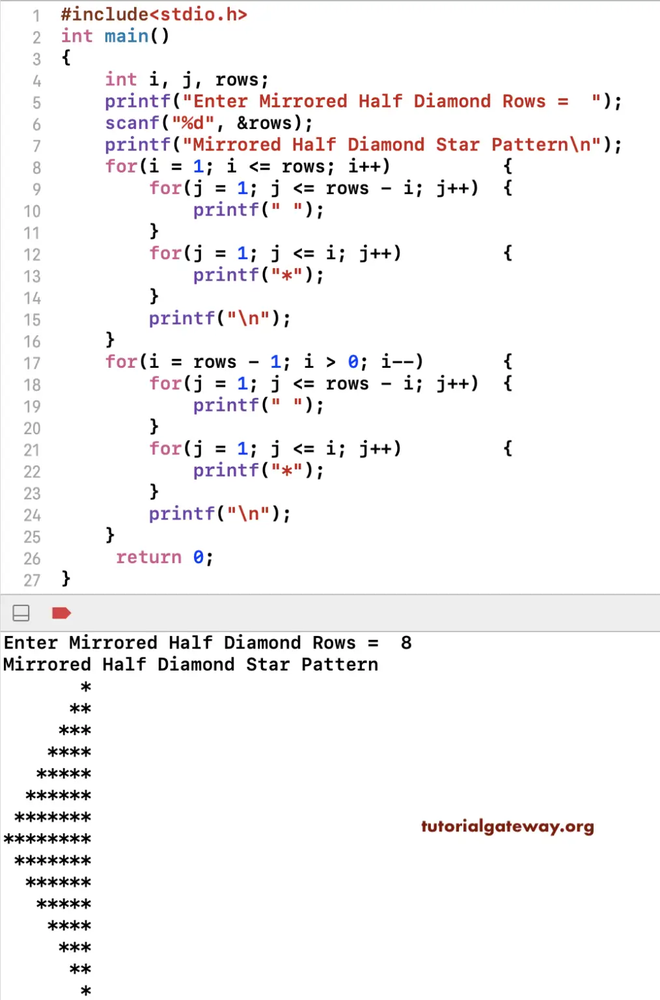 1 #include<stdio.h>
2 int main()
3 {
4     int i, j, rows;
5     printf("Enter Mirrored Half Diamond Rows =  ");
6     scanf("%d", &rows);
7     printf("Mirrored Half Diamond Star Pattern\n");
8     for(i = 1; i <= rows; i++)          {
9         for(j = 1; j <= rows - i; j++)  {
10             printf(" ");
11         }
12         for(j = 1; j <= i; j++)         {
13             printf("*");
14         }
15         printf("\n");
16     }
17     for(i = rows - 1; i > 0; i--)       {
18         for(j = 1; j <= rows - i; j++)  {
19             printf(" ");
20         }
21         for(j = 1; j <= i; j++)         {
22             printf("*");
23         }
24         printf("\n");
25     }
26      return 0;
27 }
Enter Mirrored Half Diamond Rows =  8
Mirrored Half Diamond Star Pattern
       *
      **
     ***
    ****
   *****
  ******
 *******
tutorialgateway.org
********
 *******
  ******
   *****
    ****
     ***
      **
       *